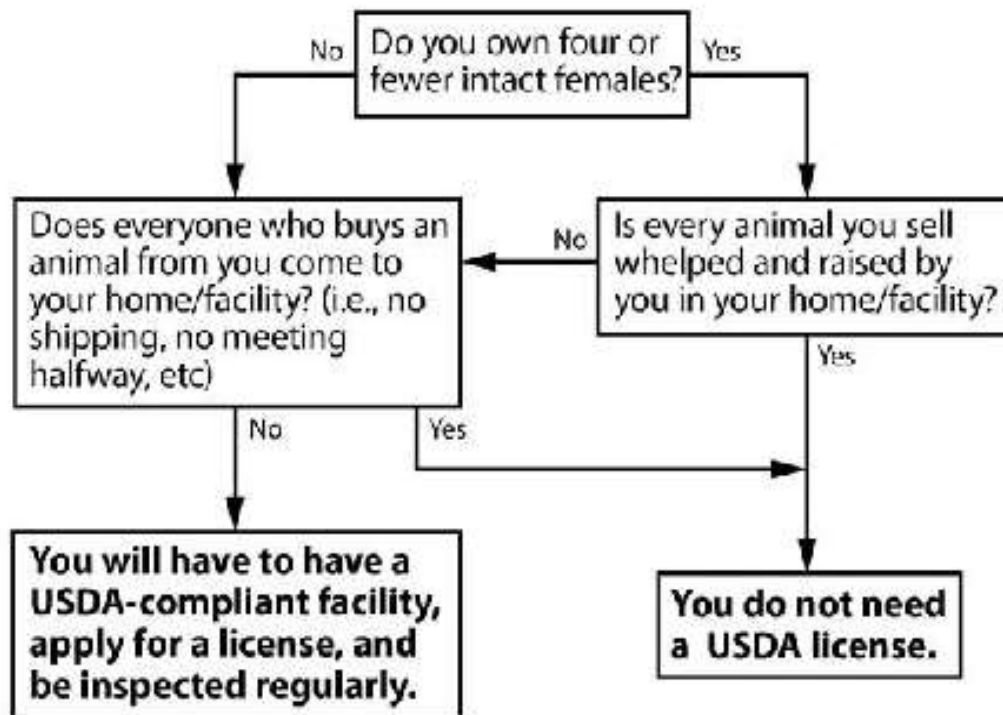 Do you own four or
fewer intact females?
No
Yes
Does everyone who buys an
animal from you come to
your home/facility? (i.e., no
shipping, no meeting
halfway, etc)
No
Is every animal you sell
whelped and raised by
you in your home/facility?
No
Yes
Yes
You will have to have a
USDA-compliant facility,
apply for a license, and
be inspected regularly.
You do not need
a USDA license.